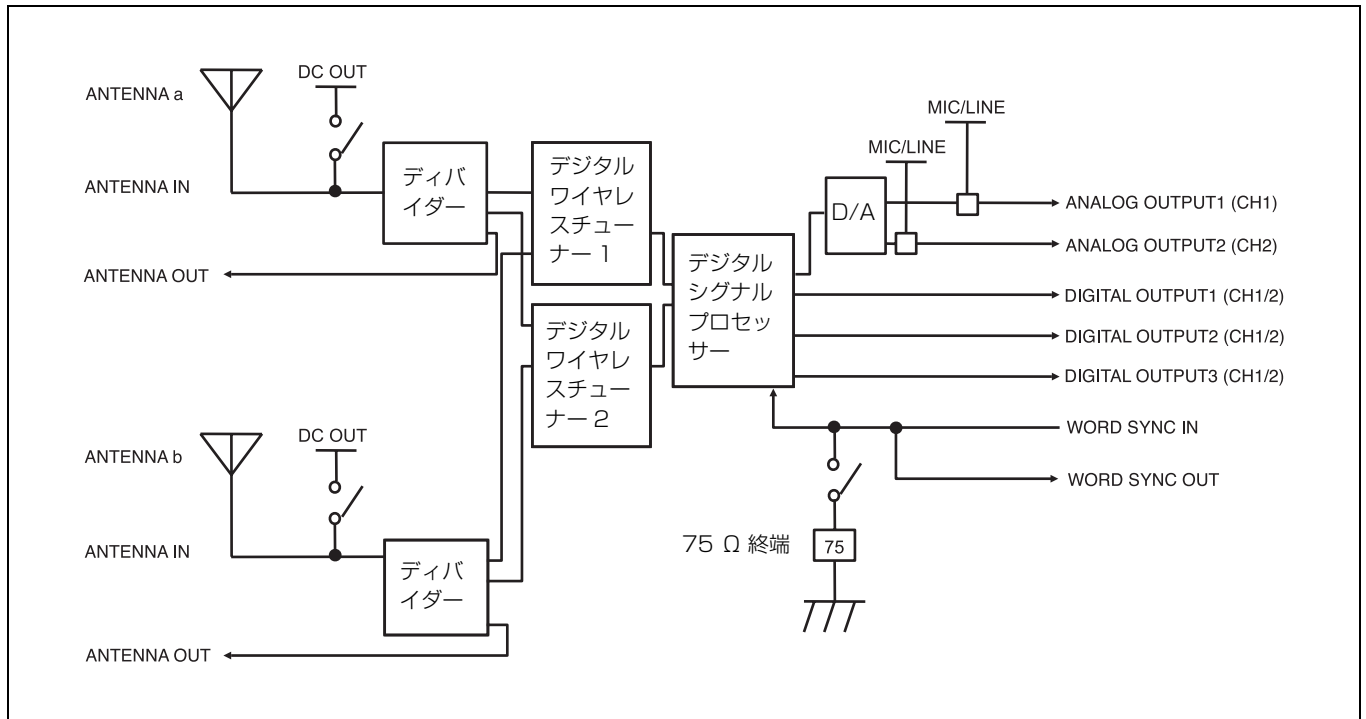 ANTENNA a
DC OUT
ANTENNA IN
ANTENNA OUT
ディバ
イダー
デジタル
ワイヤレ
スチュー
ナー1
デジタル
ワイヤレ
スチュー
ナー2
デジタル
シグナル
プロセッ
サー
D/A
MIC/LINE
MIC/LINE
ANALOG OUTPUT1 (CH1)
ANALOG OUTPUT2 (CH2)
DIGITAL OUTPUT1 (CH1/2)
DIGITAL OUTPUT2 (CH1/2)
DIGITAL OUTPUT3 (CH1/2)
WORD SYNC IN
WORD SYNC OUT
75 Ω 終端
75
ANTENNA b
DC OUT
ANTENNA IN
ディバ
イダー
ANTENNA OUT